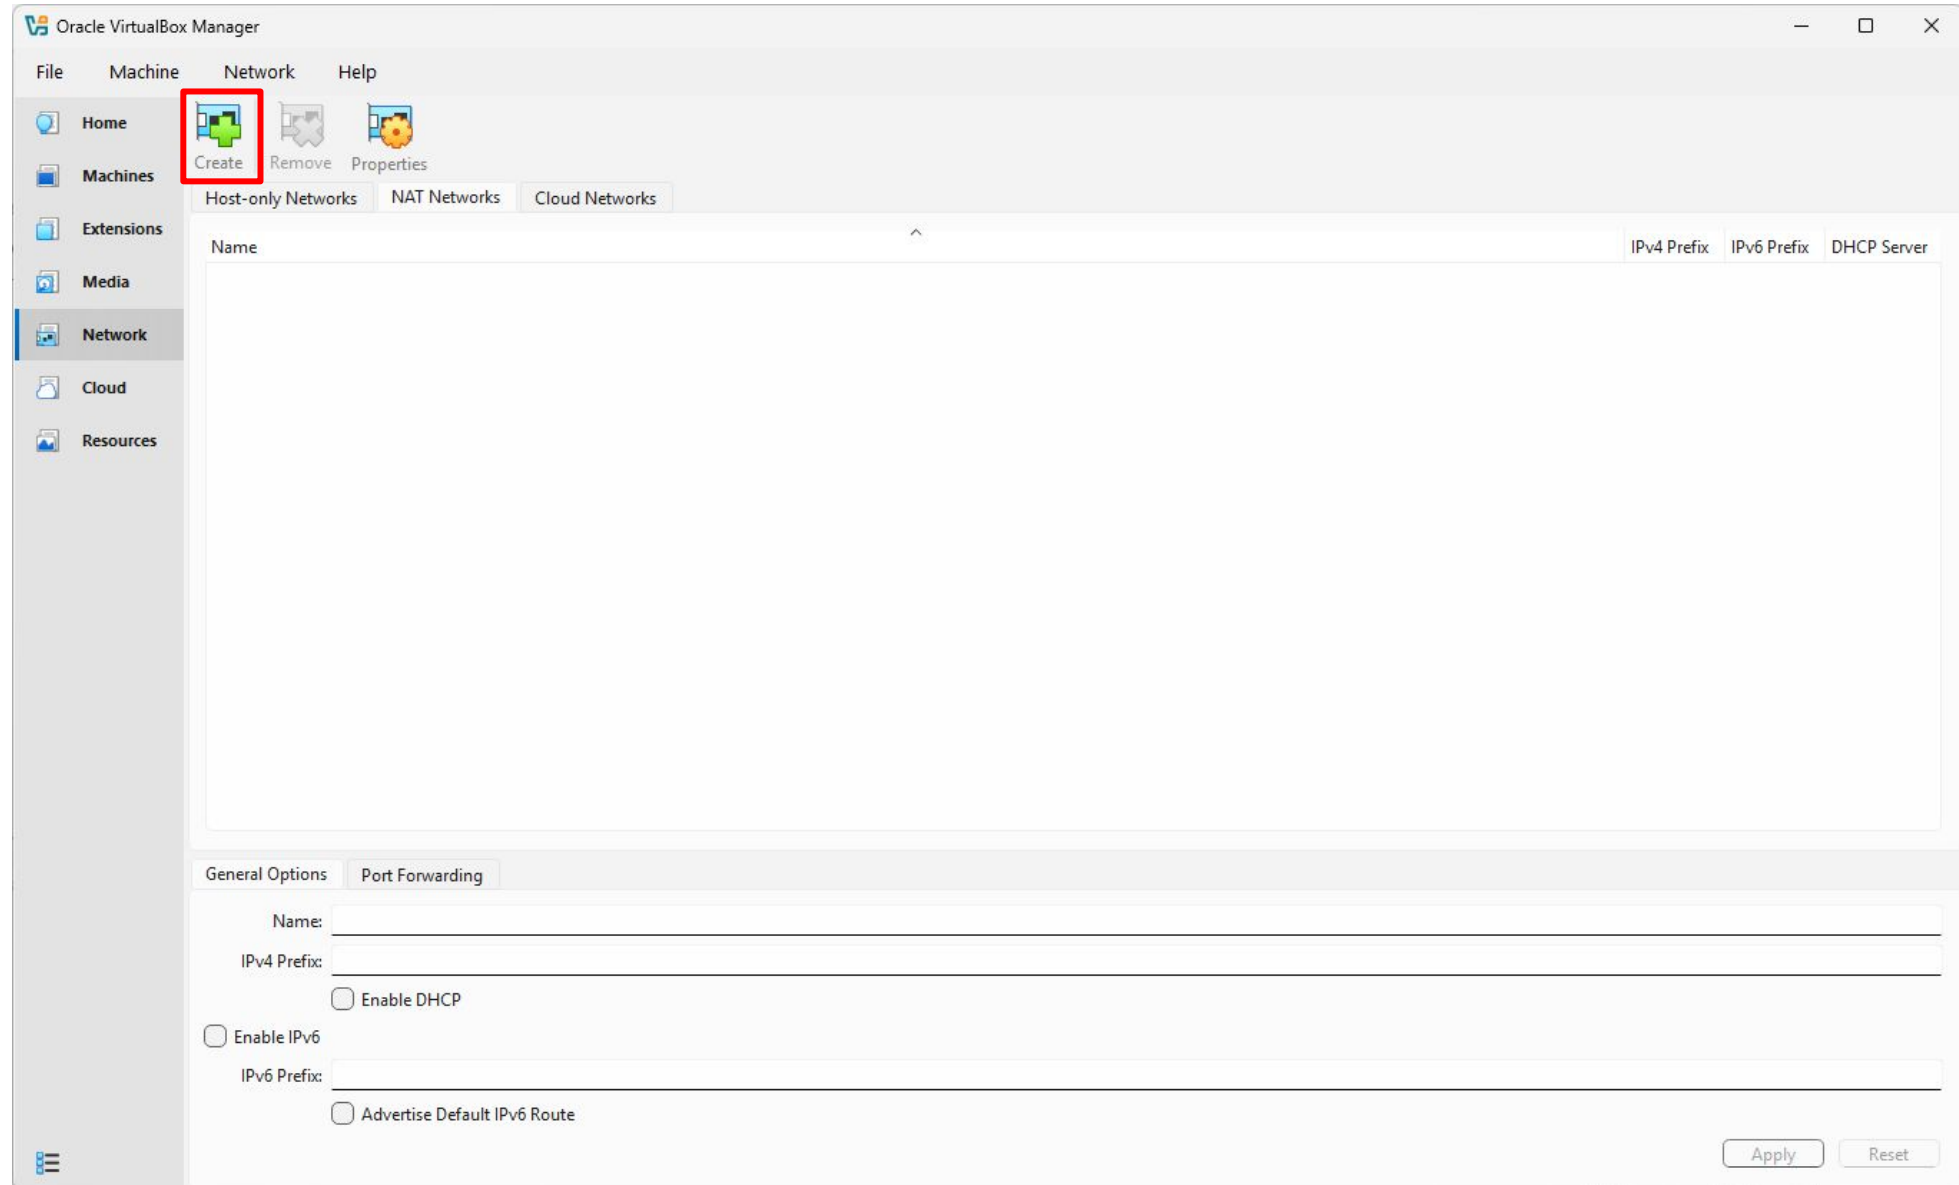 Oracle VirtualBox Manager
File Machine Network Help
Home
Machines
Extensions
Media
Network
Cloud
Resources
Create Remove Properties
Host-only Networks NAT Networks Cloud Networks
Name IPv4 Prefix IPv6 Prefix DHCP Server
General Options Port Forwarding
Name:
IPv4 Prefix:
Enable DHCP
Enable IPv6
IPv6 Prefix:
Advertise Default IPv6 Route
Apply Reset